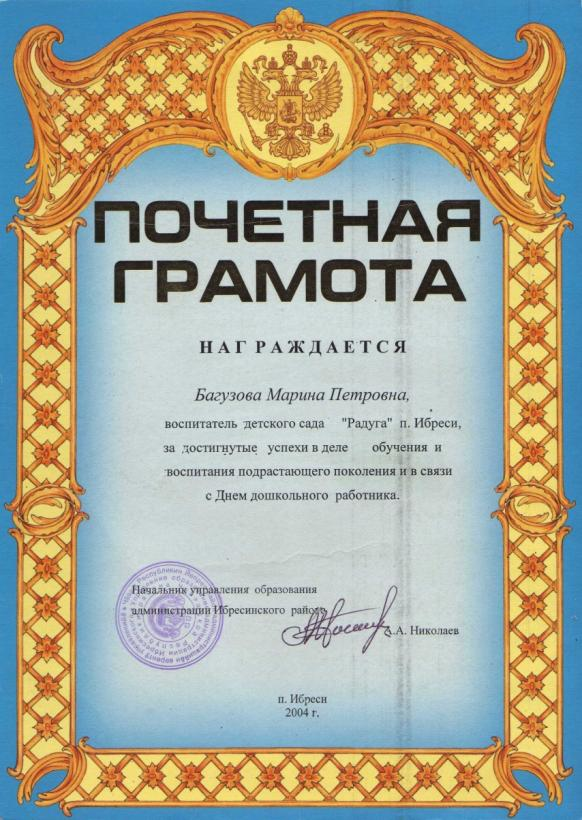 ПОЧЕТНАЯ
ГРАМОТА
НАГРАЖДАЕТСЯ
Багузова Марина Петровна,
воспитатель детского сада "Радуга" п. Ибреси,
за достигнутые успехи в деле обучения и
воспитания подрастающего поколения и в связи
с Днем дошкольного работника.
Начальник управления образования
администрации Ибресинского района
А.А. Николаев
п. Ибреси
2004 г.